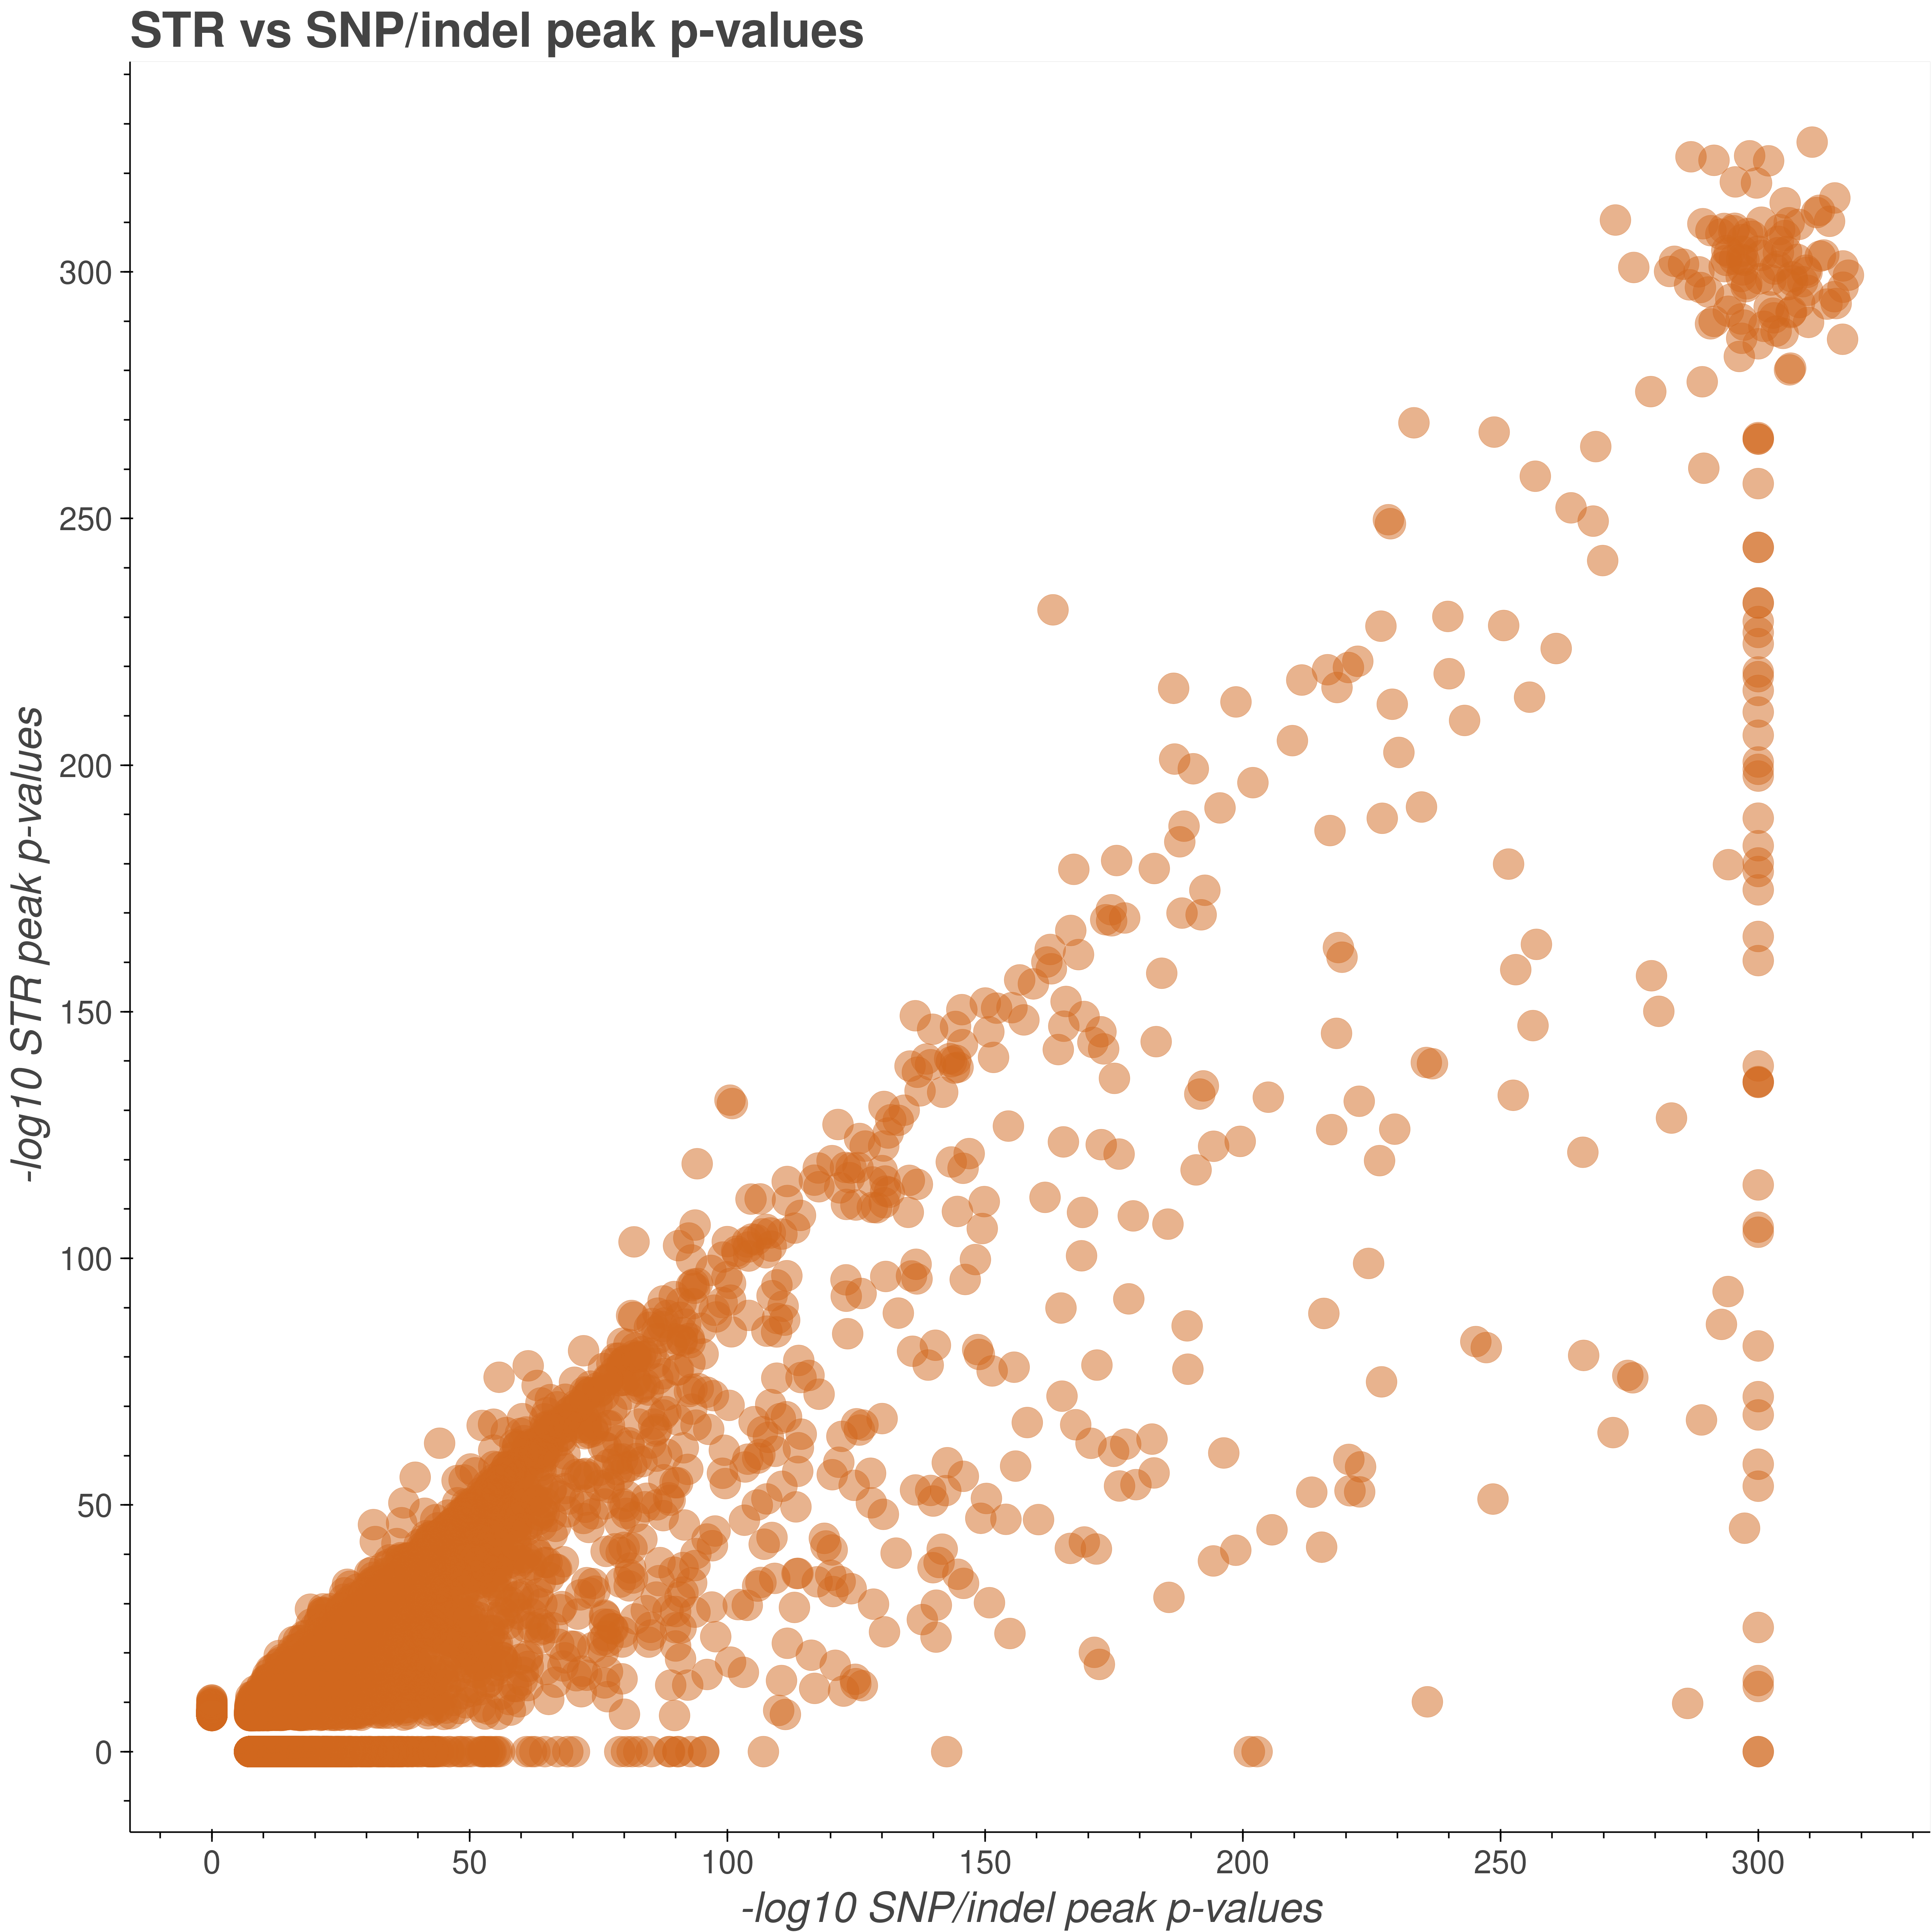 STR vs SNP/indel peak p-values
-log10 STR peak p-values
300
250
200
150
100
50
0
0 50 100 150 200 250 300
-log10 SNP/indel peak p-values